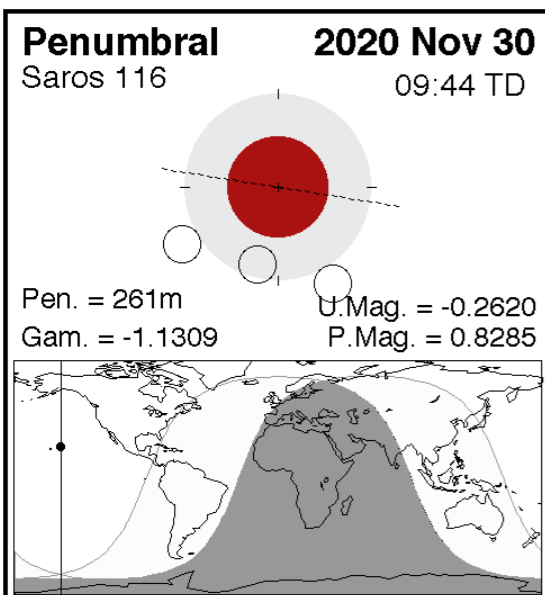 Penumbral 2020 Nov 30
Saros 116 09:44 TD
Pen. = 261m U.Mag. = -0.2620
Gam. = -1.1309 P.Mag. = 0.8285